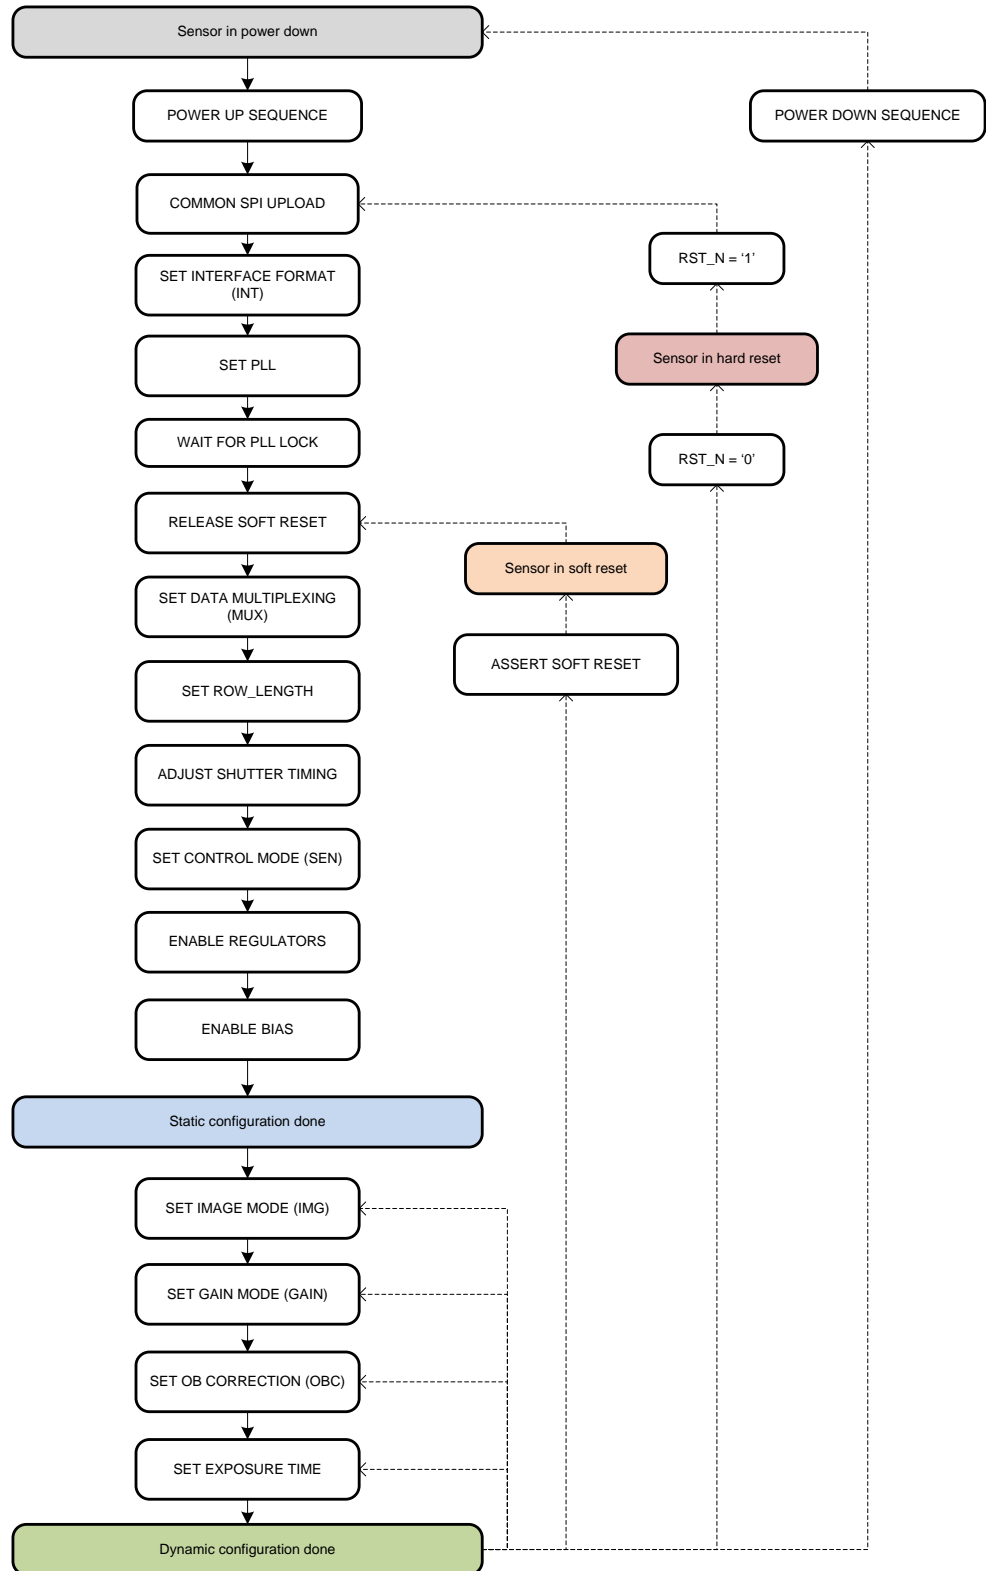 Sensor in power down
POWER UP SEQUENCE
POWER DOWN SEQUENCE
COMMON SPI UPLOAD
RST_N = ‘1’
SET INTERFACE FORMAT
(INT)
Sensor in hard reset
SET PLL
WAIT FOR PLL LOCK
RST_N = ‘0’
RELEASE SOFT RESET
Sensor in soft reset
SET DATA MULTIPLEXING
(MUX)
ASSERT SOFT RESET
SET ROW_LENGTH
ADJUST SHUTTER TIMING
SET CONTROL MODE (SEN)
ENABLE REGULATORS
ENABLE BIAS
Static configuration done
SET IMAGE MODE (IMG)
SET GAIN MODE (GAIN)
SET OB CORRECTION (OBC)
SET EXPOSURE TIME
Dynamic configuration done